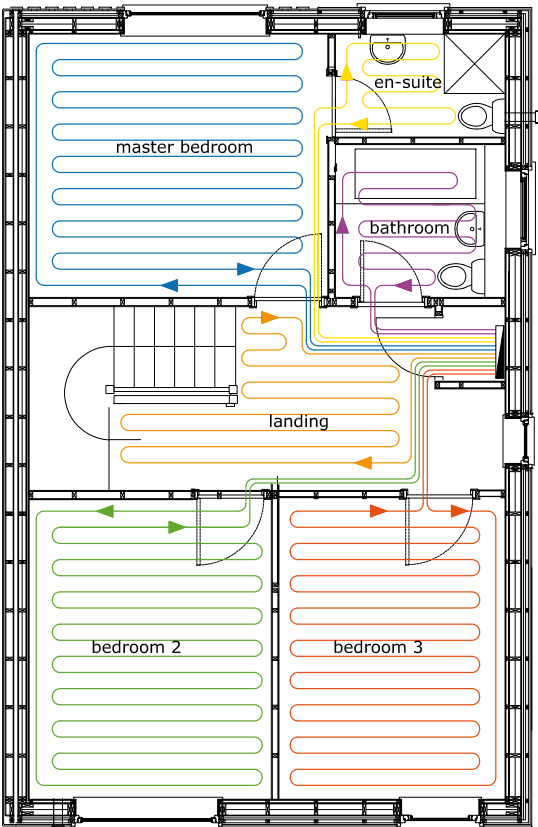 en-suite
master bedroom
bathroom
landing
bedroom 2
bedroom 3